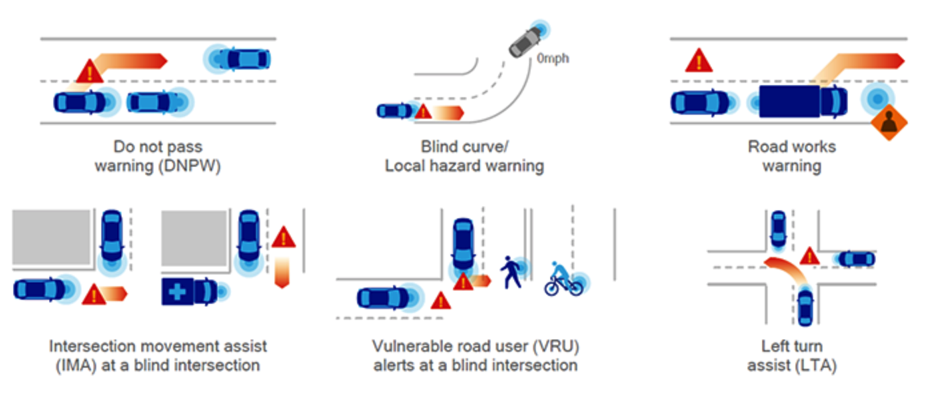 0mph
Do not pass
warning (DNPW)
Blind curve/
Local hazard warning
Road works
warning
Intersection movement assist
(IMA) at a blind intersection
Vulnerable road user (VRU)
alerts at a blind intersection
Left turn
assist (LTA)